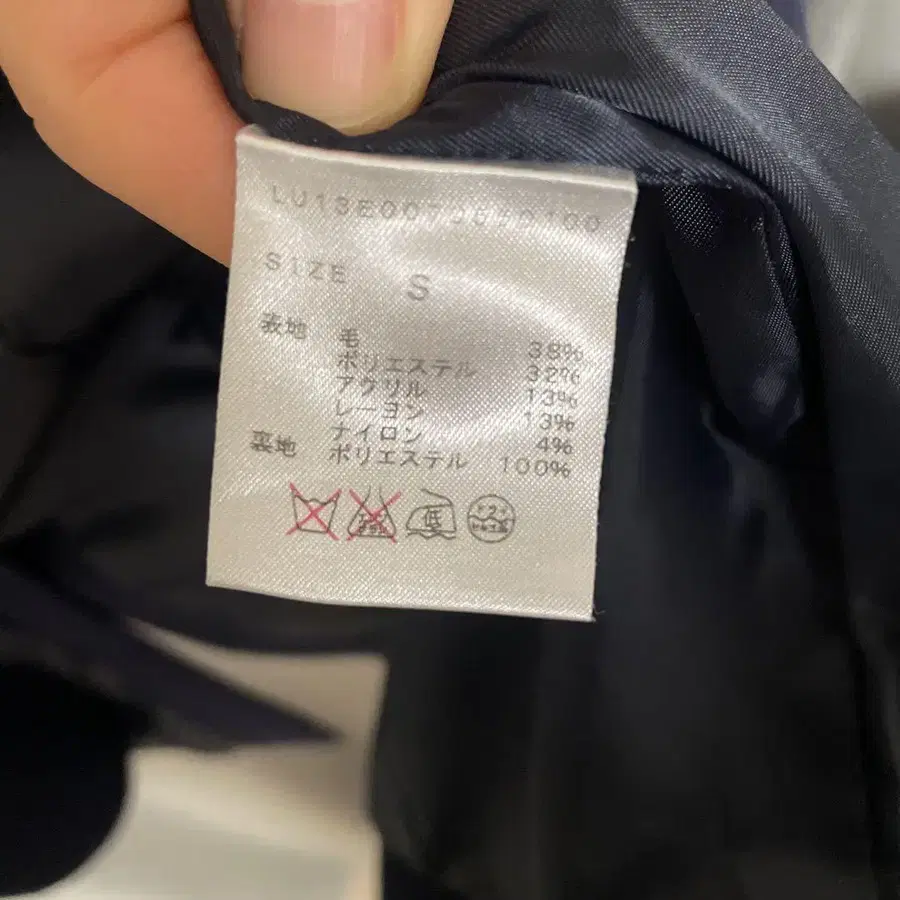 SIZE S
表地 毛 38%
ポリエステル 32%
アクリル 13%
レーヨン 13%
ナイロン 4%
裏地 ポリエステル 100%
低